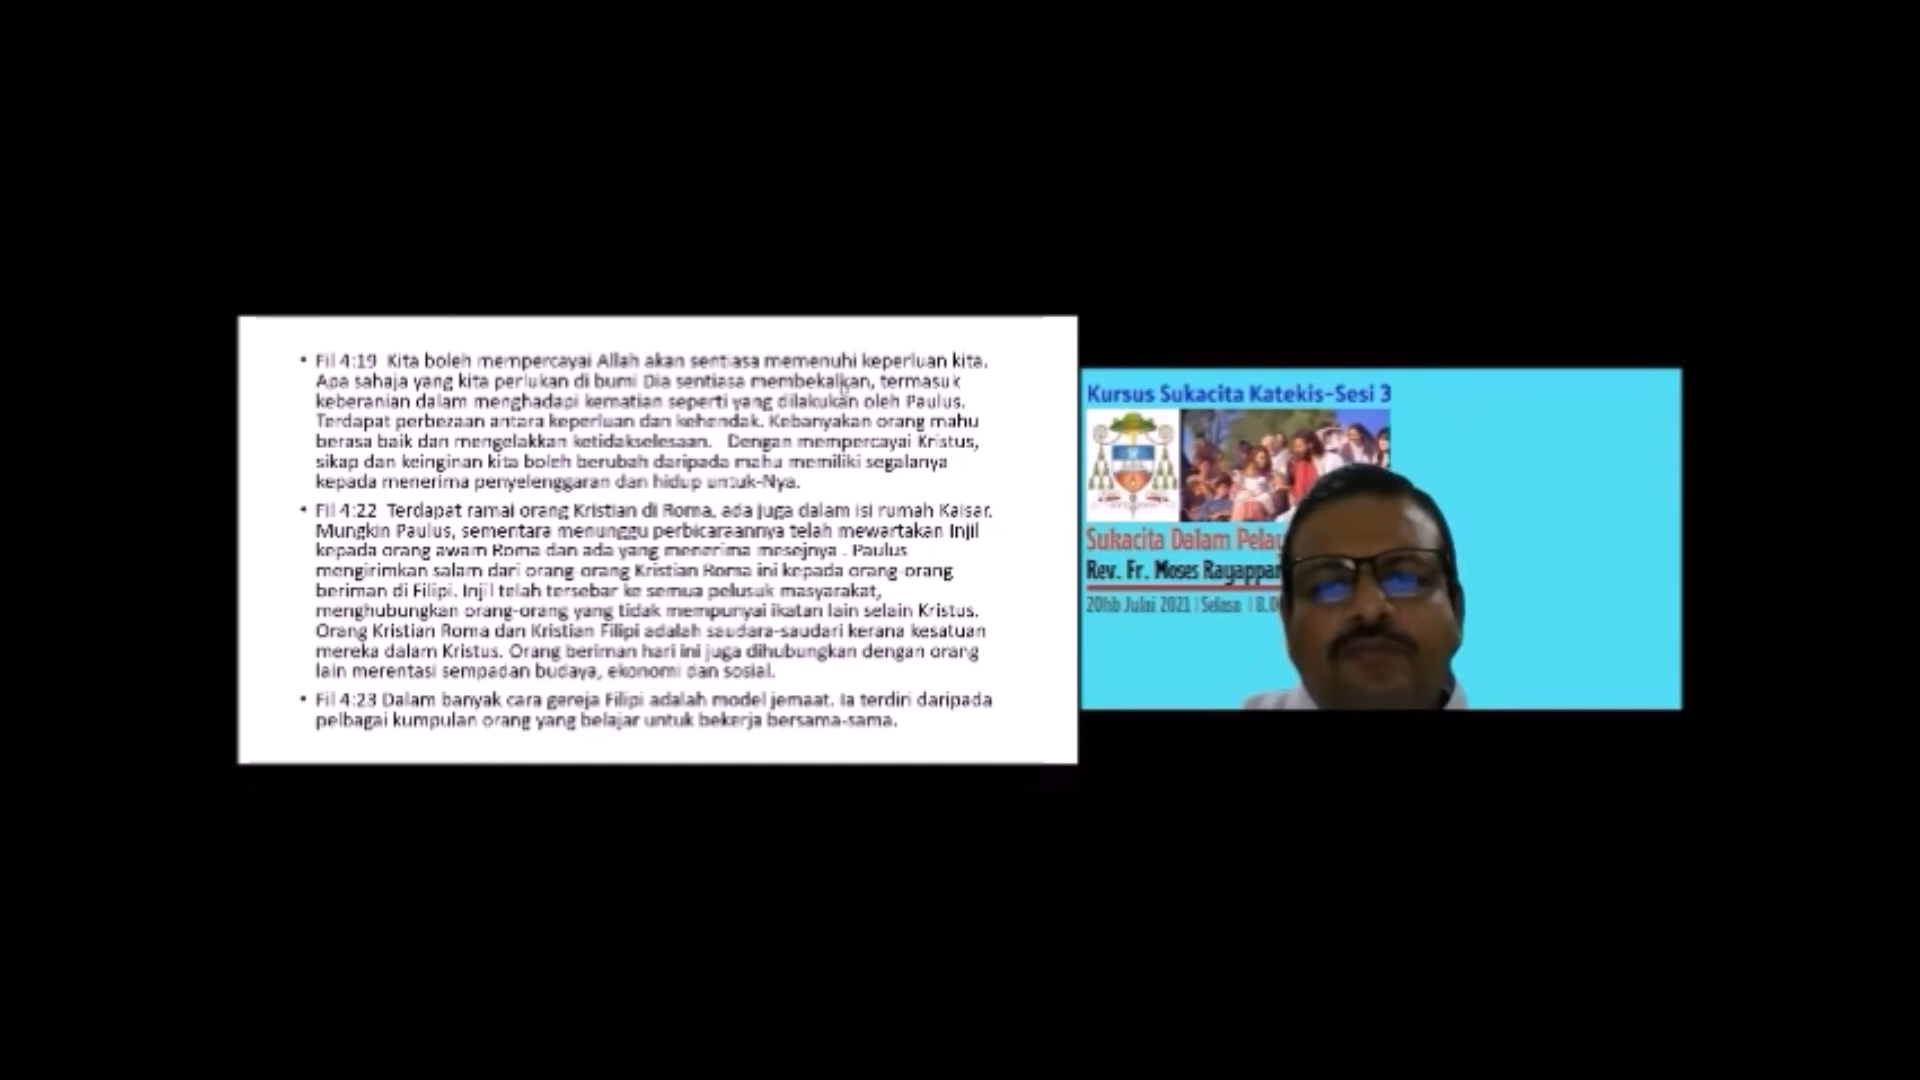 • Fil 4:19 Kita boleh mempercayai Allah akan sentiasa memenuhi keperluan kita.
Apa sahaja yang kita perlukan di bumi Dia sentiasa membekalkan, termasuk
keberanian dalam menghadapi kematian seperti yang dilakukan oleh Paulus.
Terdapat perbezaan antara keperluan dan kehendak. Kebanyakan orang mahu
berasa baik dan mengelakkan ketidakselesaan. Dengan mempercayai Kristus,
sikap dan keinginan kita boleh berubah daripada mahu memiliki segalanya
kepada menerima penyelenggaran dan hidup untuk-Nya.
• Fil 4:22 Terdapat ramai orang Kristian di Roma, ada juga dalam isi rumah Kaisar.
Mungkin Paulus, sementara menunggu perbicaraannya telah mewartakan Injil
kepada orang awam Roma dan ada yang menerima mesejnya . Paulus
mengirimkan salam dari orang-orang Kristian Roma ini kepada orang-orang
beriman di Filipi. Injil telah tersebar ke semua pelusuk masyarakat,
menghubungkan orang-orang yang tidak mempunyai ikatan lain selain Kristus.
Orang Kristian Roma dan Kristian Filipi adalah saudara-saudari kerana kesatuan
mereka dalam Kristus. Orang beriman hari ini juga dihubungkan dengan orang
lain merentasi sempadan budaya, ekonomi dan sosial.
• Fil 4:23 Dalam banyak cara gereja Filipi adalah model jemaat. Ia terdiri daripada
pelbagai kumpulan orang yang belajar untuk bekerja bersama-sama.
Kursus Sukacita Katekis-Sesi 3
Sukacita Dalam Pelay
Rev. Fr. Moses Rayappan
20hb Julai 2021 | Selasa | 8.0